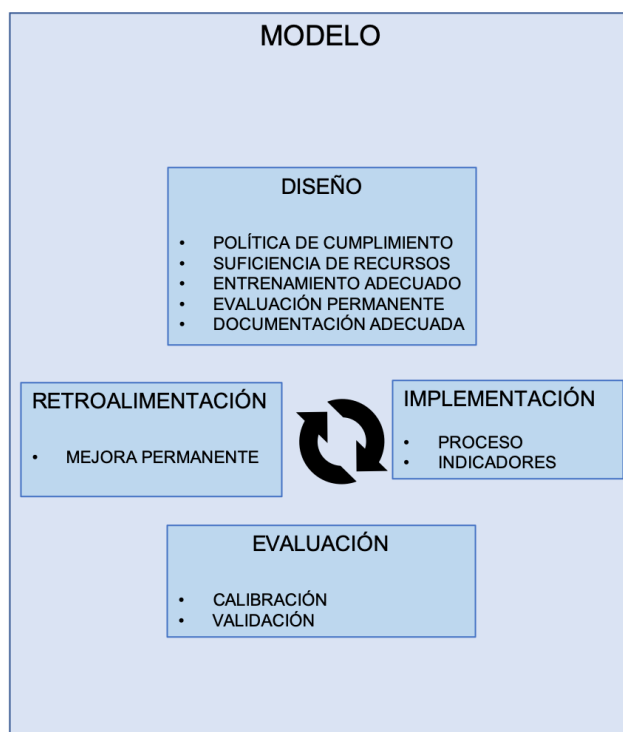 MODELO
DISEÑO
• POLÍTICA DE CUMPLIMIENTO
• SUFICIENCIA DE RECURSOS
• ENTRENAMIENTO ADECUADO
• EVALUACIÓN PERMANENTE
• DOCUMENTACIÓN ADECUADA
RETROALIMENTACIÓN
• MEJORA PERMANENTE
IMPLEMENTACIÓN
• PROCESO
• INDICADORES
EVALUACIÓN
• CALIBRACIÓN
• VALIDACIÓN